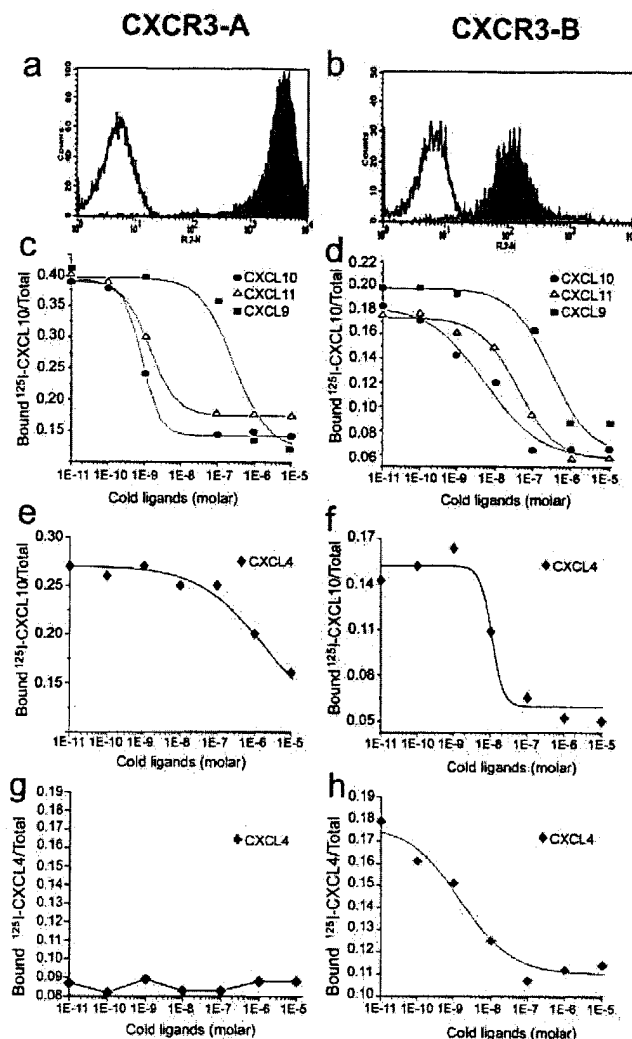 CXCR3-A
CXCR3-B
a
b
Counts
Counts
c
CXCL10
CXCL11
CXCL9
Bound ¹²⁵I-CXCL10/Total
0.40
0.35
0.30
0.25
0.20
0.15
1E-11 1E-10 1E-9 1E-8 1E-7 1E-6 1E-5
Cold ligands (molar)
d
CXCL10
CXCL11
CXCL9
Bound ¹²⁵I-CXCL10/Total
0.20
0.18
0.16
0.14
0.12
0.10
0.08
0.06
1E-11 1E-10 1E-9 1E-8 1E-7 1E-6 1E-5
Cold ligands (molar)
e
CXCL4
Bound ¹²⁵I-CXCL10/Total
0.30
0.25
0.20
0.15
1E-11 1E-10 1E-9 1E-8 1E-7 1E-6 1E-5
Cold ligands (molar)
f
CXCL4
Bound ¹²⁵I-CXCL10/Total
0.17
0.14
0.11
0.08
0.05
1E-11 1E-10 1E-9 1E-8 1E-7 1E-6 1E-5
Cold ligands (molar)
g
CXCL4
Bound ¹²⁵I-CXCL4/Total
0.19
0.18
0.17
0.16
0.15
0.14
0.13
0.12
0.11
0.10
0.09
0.08
1E-11 1E-10 1E-9 1E-8 1E-7 1E-6 1E-5
Cold ligands (molar)
h
CXCL4
Bound ¹²⁵I-CXCL4/Total
0.19
0.18
0.17
0.16
0.15
0.14
0.13
0.12
0.11
0.10
1E-11 1E-10 1E-9 1E-8 1E-7 1E-6 1E-5
Cold ligands (molar)